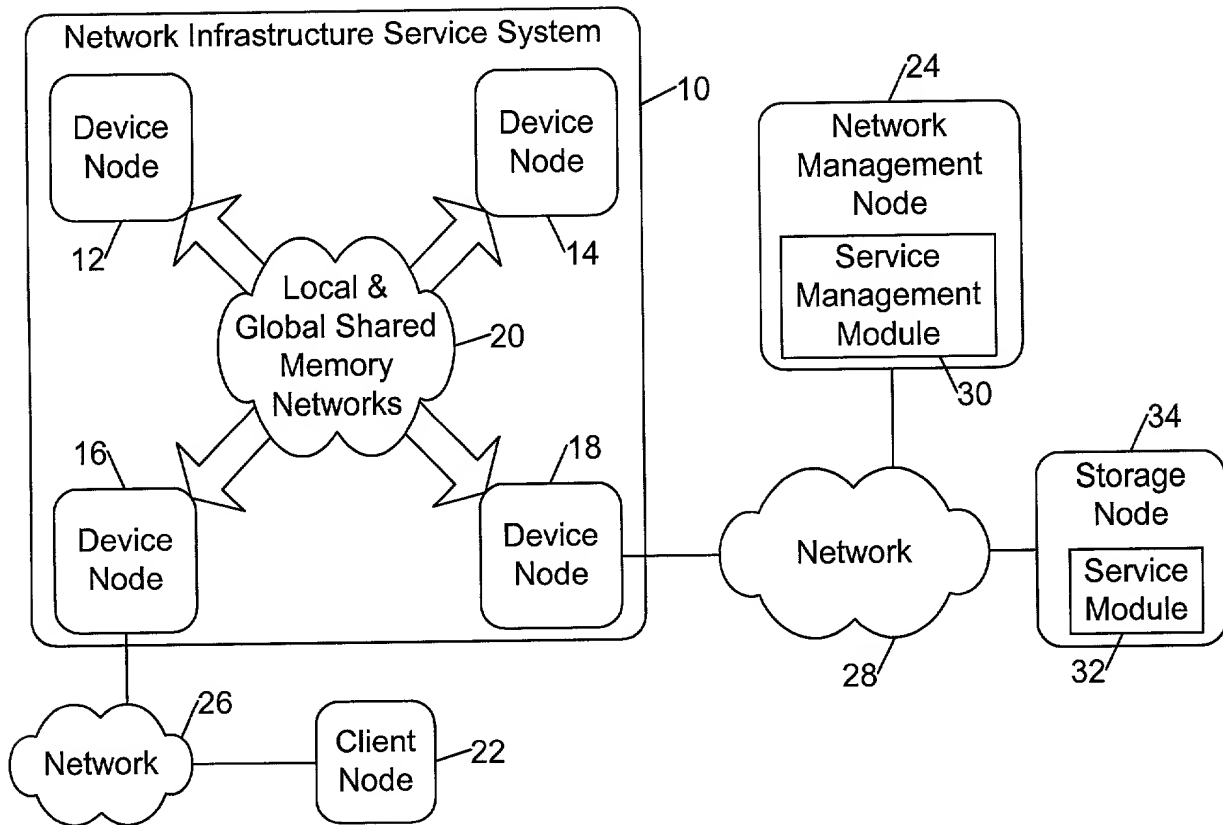 Network Infrastructure Service System
10
Device
Node
12
Device
Node
14
Local &
Global Shared
Memory
Networks
20
16
Device
Node
18
Device
Node
24
Network
Management
Node
Service
Management
Module
30
34
Storage
Node
Service
Module
32
Network
28
26
Network
Client
Node
22